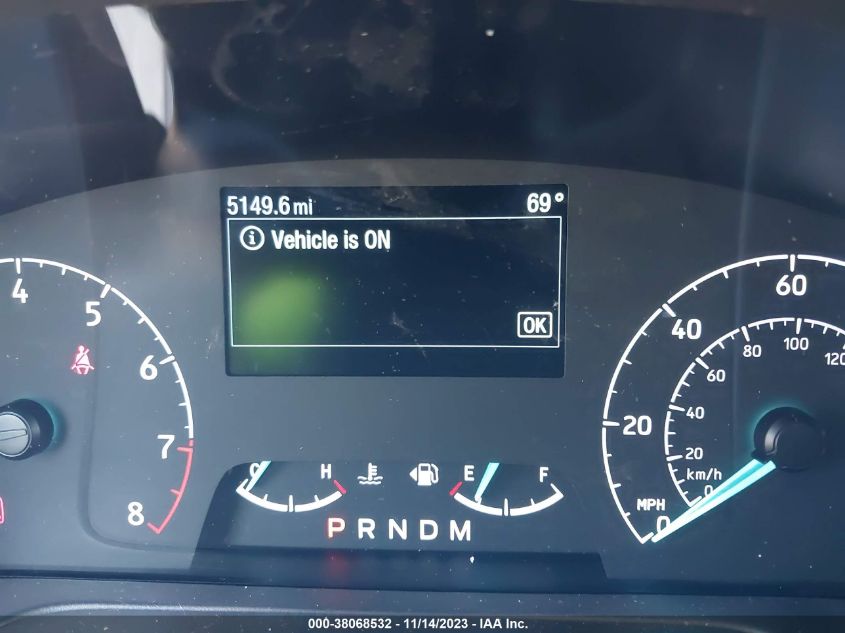 5149.6 mi 69°
Vehicle is ON
OK
4 5 6 7 8
0 20 40 60 MPH
0 20 40 60 80 100 120 km/h
C H
E F
P R N D M
000-38068532 - 11/14/2023 - IAA Inc.